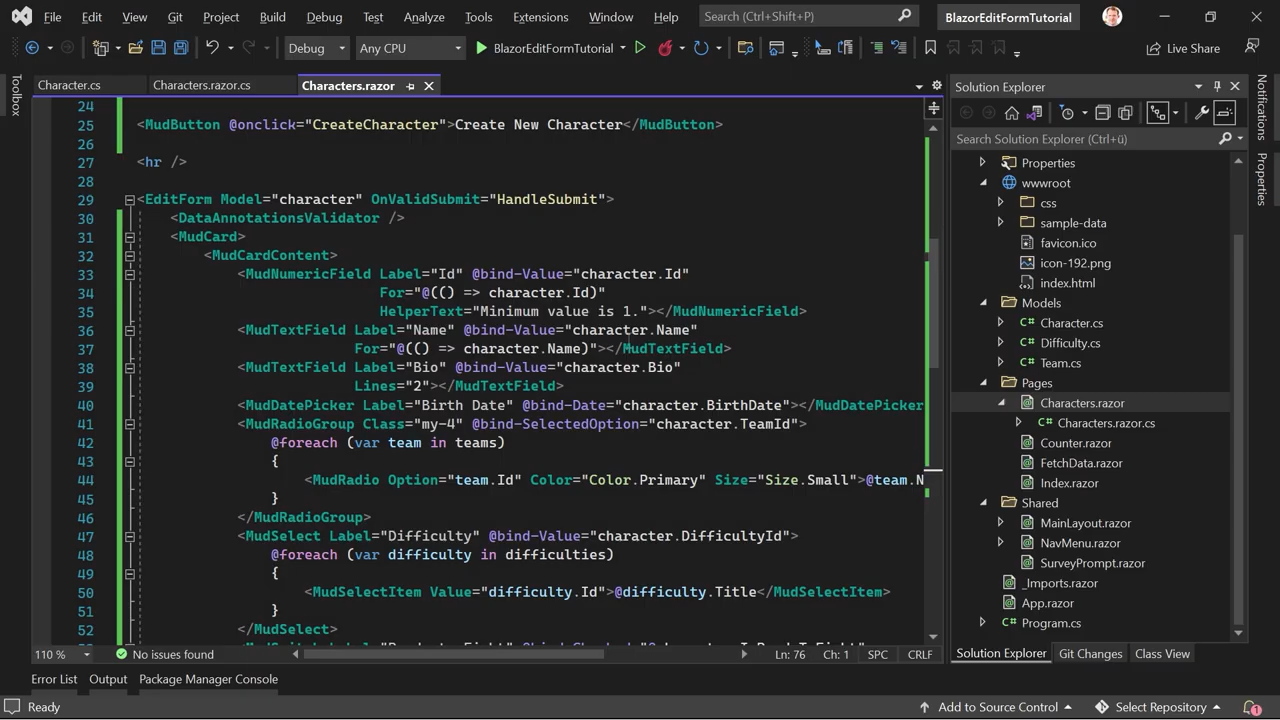 File Edit View Git Project Build Debug Test Analyze Tools Extensions Window Help Search (Ctrl+Shift+P) BlazorEditFormTutorial
Debug Any CPU BlazorEditFormTutorial Live Share
Toolbox
Character.cs Characters.razor.cs Characters.razor
24
25 <MudButton @onclick="CreateCharacter">Create New Character</MudButton>
26
27 <hr />
28
29 <EditForm Model="character" OnValidSubmit="HandleSubmit">
30 <DataAnnotationsValidator />
31 <MudCard>
32 <MudCardContent>
33 <MudNumericField Label="Id" @bind-Value="character.Id"
34 For="@(() => character.Id)"
35 HelperText="Minimum value is 1."></MudNumericField>
36 <MudTextField Label="Name" @bind-Value="character.Name"
37 For="@(() => character.Name)"></MudTextField>
38 <MudTextField Label="Bio" @bind-Value="character.Bio"
39 Lines="2"></MudTextField>
40 <MudDatePicker Label="Birth Date" @bind-Date="character.BirthDate"></MudDatePicker
41 <MudRadioGroup Class="my-4" @bind-SelectedOption="character.TeamId">
42 @foreach (var team in teams)
43 {
44 <MudRadio Option="team.Id" Color="Color.Primary" Size="Size.Small">@team.N
45 }
46 </MudRadioGroup>
47 <MudSelect Label="Difficulty" @bind-Value="character.DifficultyId">
48 @foreach (var difficulty in difficulties)
49 {
50 <MudSelectItem Value="difficulty.Id">@difficulty.Title</MudSelectItem>
51 }
52 </MudSelect>
110 % No issues found Ln: 76 Ch: 1 SPC CRLF
Solution Explorer
Search Solution Explorer (Ctrl+ü)
Properties
wwwroot
css
sample-data
favicon.ico
icon-192.png
index.html
Models
Character.cs
Difficulty.cs
Team.cs
Pages
Characters.razor
Characters.razor.cs
Counter.razor
FetchData.razor
Index.razor
Shared
MainLayout.razor
NavMenu.razor
SurveyPrompt.razor
_Imports.razor
App.razor
Program.cs
Solution Explorer Git Changes Class View
Notifications
Properties
Error List Output Package Manager Console
Ready Add to Source Control Select Repository 1